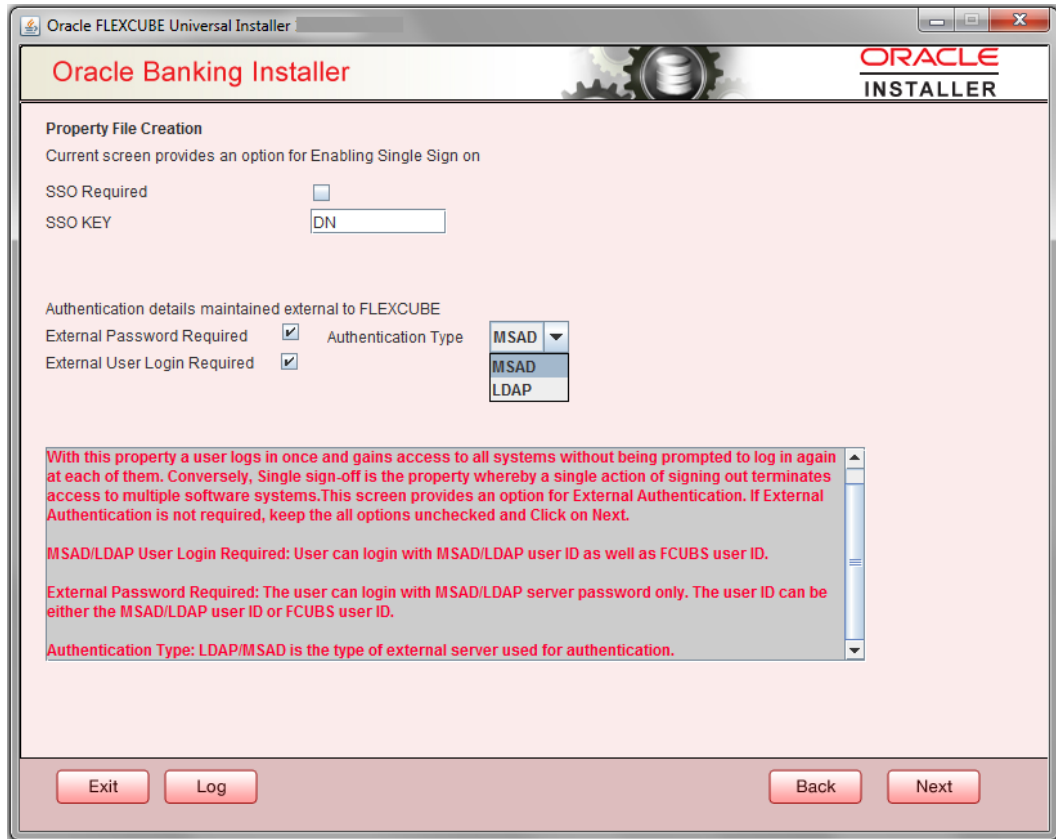 Oracle FLEXCUBE Universal Installer
Oracle Banking Installer
ORACLE
INSTALLER
Property File Creation
Current screen provides an option for Enabling Single Sign on
SSO Required
SSO KEY DN
Authentication details maintained external to FLEXCUBE
External Password Required Authentication Type MSAD
External User Login Required
MSAD
LDAP
With this property a user logs in once and gains access to all systems without being prompted to log in again
at each of them. Conversely, Single sign-off is the property whereby a single action of signing out terminates
access to multiple software systems.This screen provides an option for External Authentication. If External
Authentication is not required, keep the all options unchecked and Click on Next.
MSAD/LDAP User Login Required: User can login with MSAD/LDAP user ID as well as FCUBS user ID.
External Password Required: The user can login with MSAD/LDAP server password only. The user ID can be
either the MSAD/LDAP user ID or FCUBS user ID.
Authentication Type: LDAP/MSAD is the type of external server used for authentication.
Exit Log Back Next